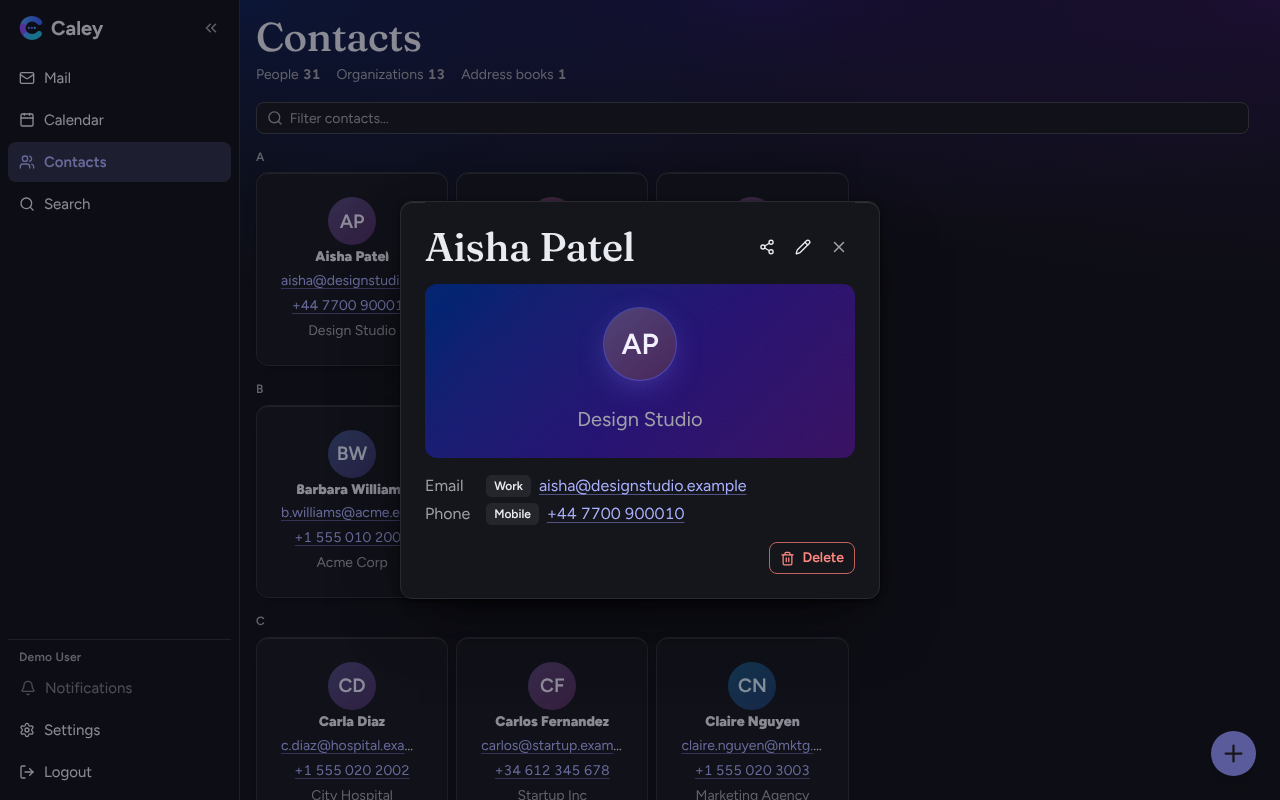 Caley
Mail
Calendar
Contacts
Search
Demo User
Notifications
Settings
Logout
Contacts
People 31 Organizations 13 Address books 1
Filter contacts...
A
AP
Aisha Patel
aisha@designstudi
+44 7700 90001
Design Studio
B
BW
Barbara William
b.williams@acme.e
+1 555 010 200
Acme Corp
C
CD
Carla Diaz
c.diaz@hospital.exa...
+1 555 020 2002
City Hospital
CF
Carlos Fernandez
carlos@startup.exam...
+34 612 345 678
Startup Inc
CN
Claire Nguyen
claire.nguyen@mktg....
+1 555 020 3003
Marketing Agency
Aisha Patel
AP
Design Studio
Email Work aisha@designstudio.example
Phone Mobile +44 7700 900010
Delete